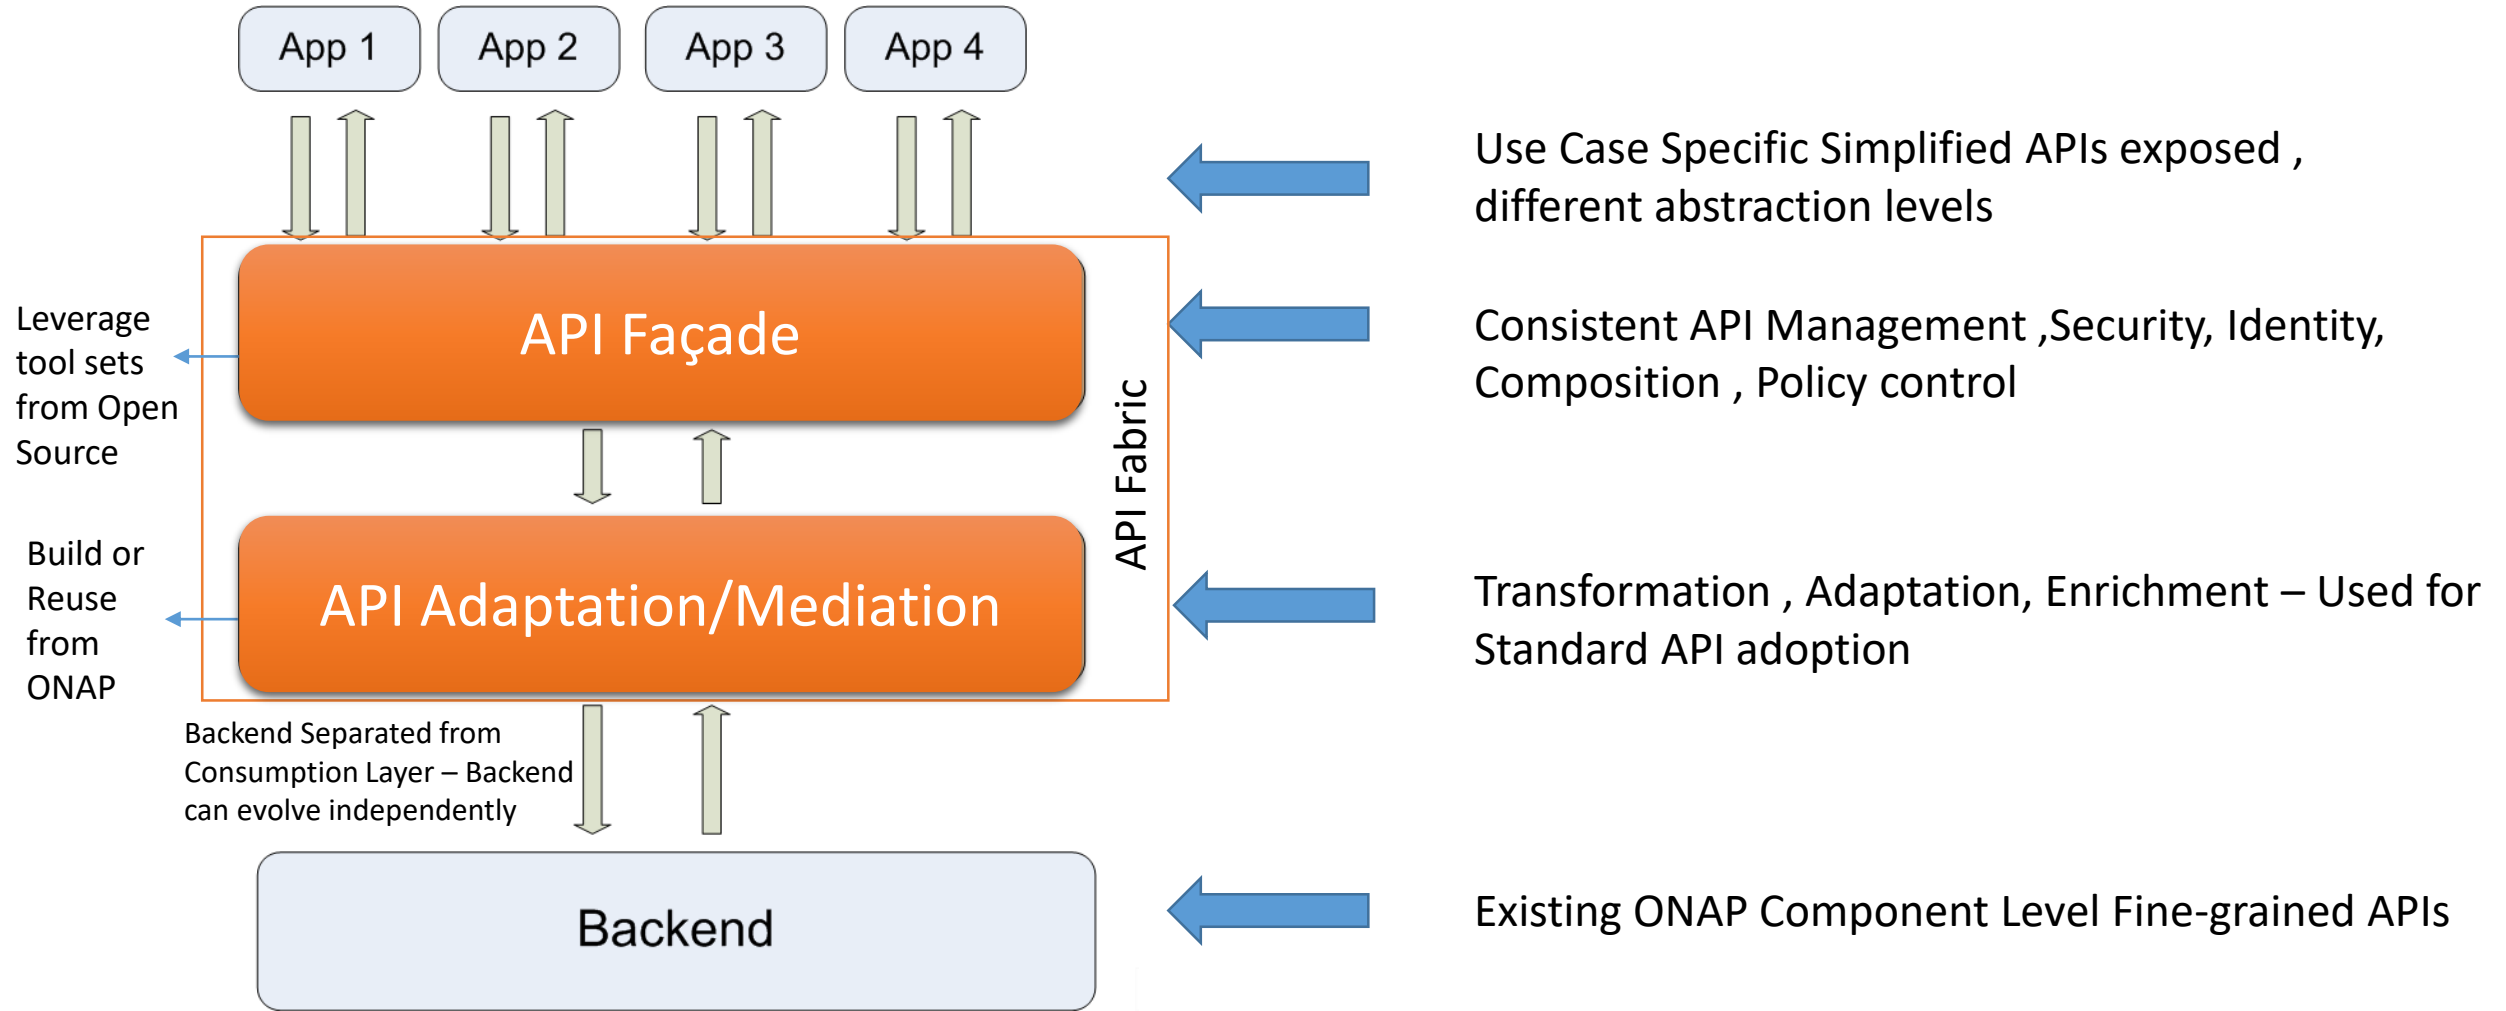 App 1
App 2
App 3
App 4
Use Case Specific Simplified APIs exposed ,
different abstraction levels
API Façade
Leverage
tool sets
from Open
Source
Consistent API Management ,Security, Identity,
Composition , Policy control
API Fabric
API Adaptation/Mediation
Build or
Reuse
from
ONAP
Transformation , Adaptation, Enrichment – Used for
Standard API adoption
Backend Separated from
Consumption Layer – Backend
can evolve independently
Backend
Existing ONAP Component Level Fine-grained APIs